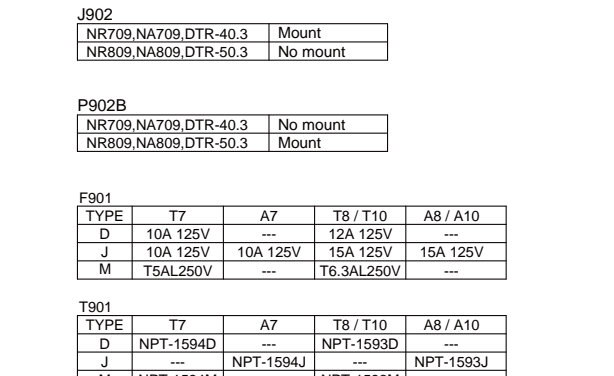 J902
NR709,NA709,DTR-40.3 Mount
NR809,NA809,DTR-50.3 No mount
P902B
NR709,NA709,DTR-40.3 No mount
NR809,NA809,DTR-50.3 Mount
F901
TYPE T7 A7 T8 / T10 A8 / A10
D 10A 125V --- 12A 125V ---
J 10A 125V 10A 125V 15A 125V 15A 125V
M T5AL250V --- T6.3AL250V ---
T901
TYPE T7 A7 T8 / T10 A8 / A10
D NPT-1594D --- NPT-1593D ---
J --- NPT-1594J --- NPT-1593J